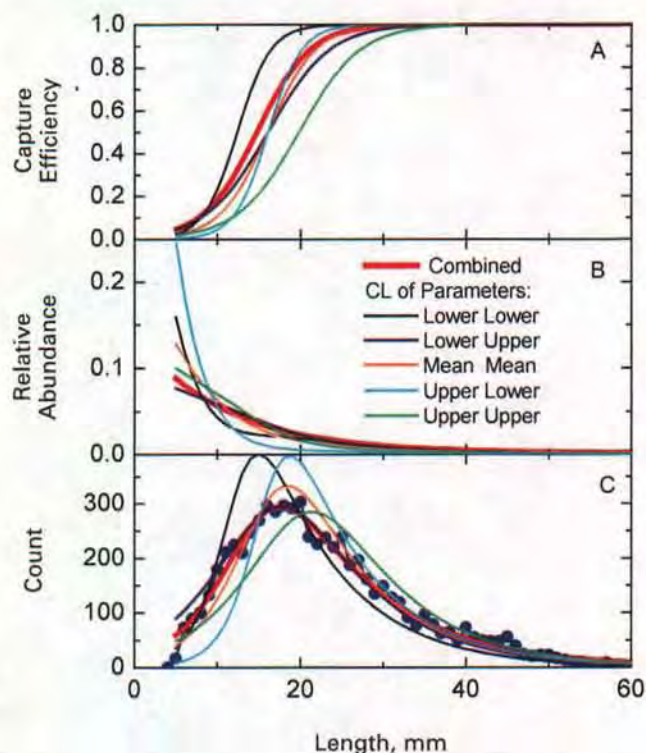 1.0
A
0.8
0.6
0.4
0.2
0.0
Capture
Efficiency
B
0.2
0.1
0.0
Relative
Abundance
Combined
CL of Parameters:
Lower Lower
Lower Upper
Mean Mean
Upper Lower
Upper Upper
C
300
200
100
0
Count
0 20 40 60
Length, mm